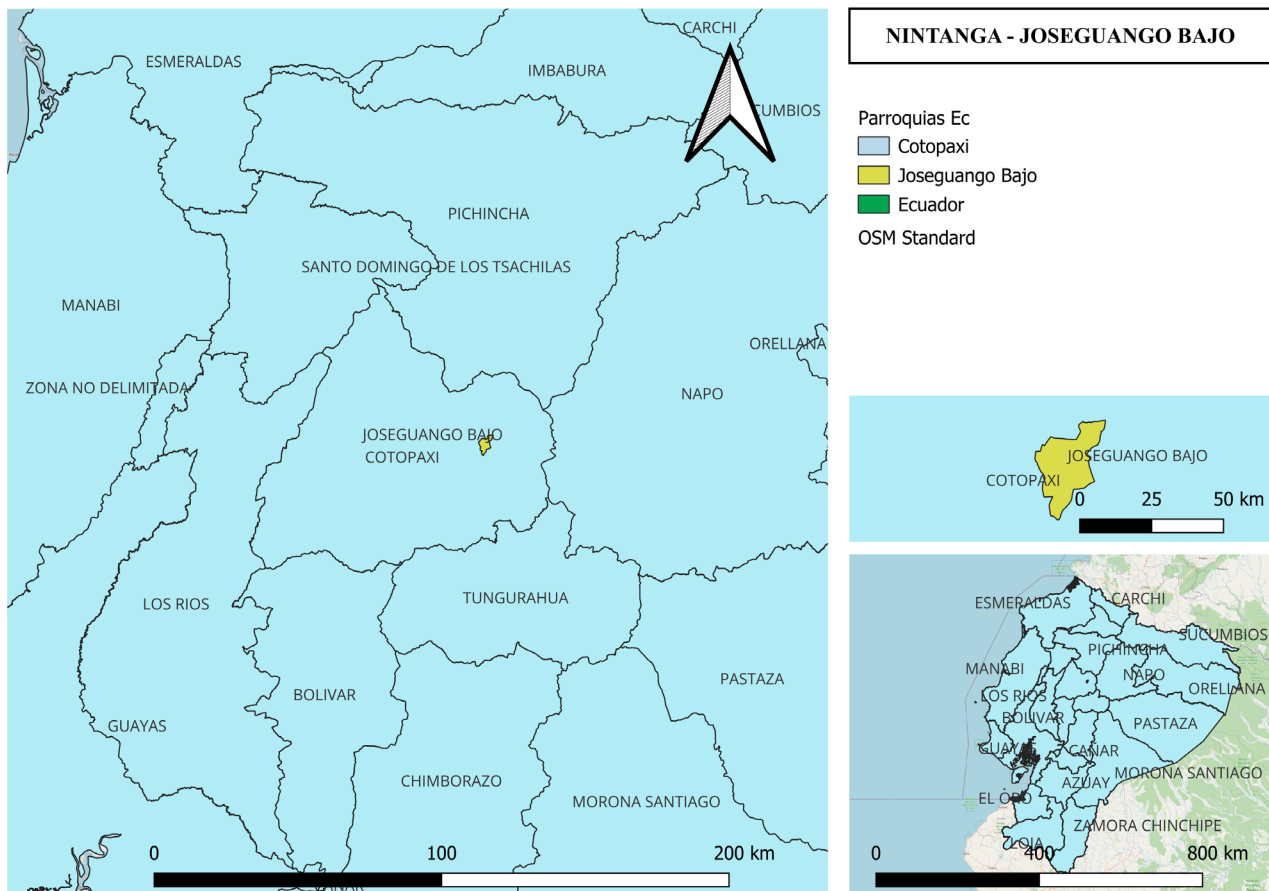 CARCHI
ESMERALDAS
IMBABURA
CUMBIOS
PICHINCHA
SANTO DOMINGO DE LOS TSACHILAS
MANABI
ORELLANA
ZONA NO DELIMITADA
NAPO
JOSEGUANGO BAJO
COTOPAXI
LOS RIOS
TUNGURAHUA
PASTAZA
BOLIVAR
GUAYAS
CHIMBORAZO
MORONA SANTIAGO
0 100 200 km
NINTANGA - JOSEGUANGO BAJO
Parroquias Ec
Cotopaxi
Joseguango Bajo
Ecuador
OSM Standard
JOSEGUANGO BAJO
COTOPAXI
0 25 50 km
ESMERALDAS
CARCHI
SUCUMBIOS
PICHINCHA
MANABI
NAPO
ORELLANA
LOS RIOS
BOLIVAR
PASTAZA
GUAYAS
CAÑAR
MORONA SANTIAGO
AZUAY
EL ORO
ZAMORA CHINCHIPE
LOJA
0 400 800 km